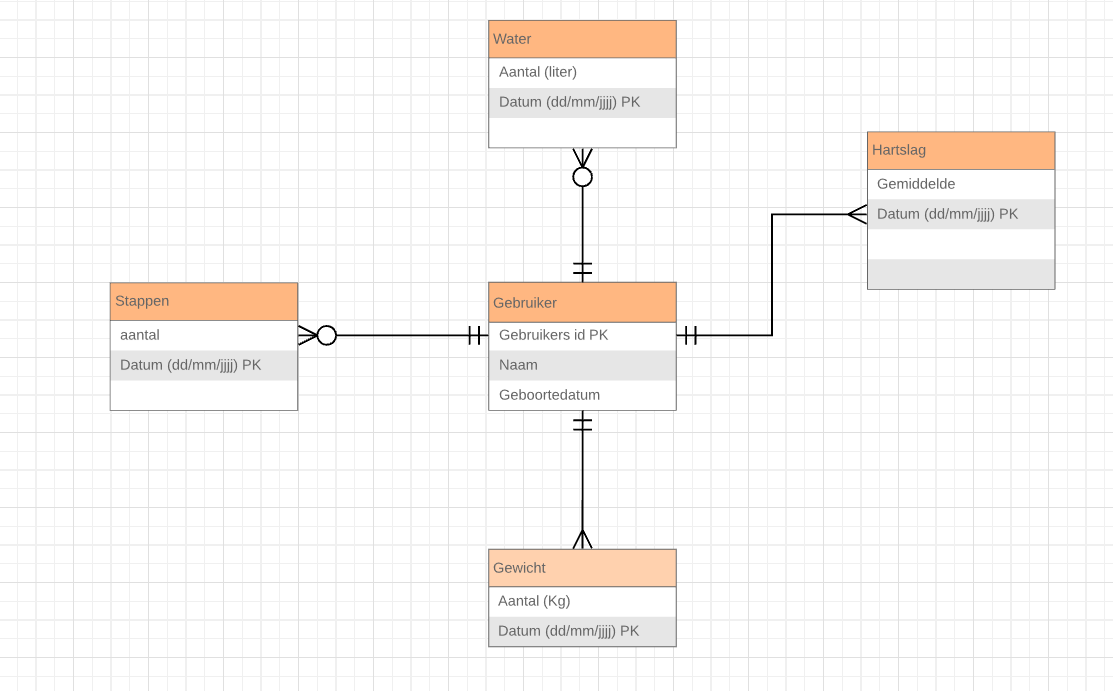 Water
Aantal (liter)
Datum (dd/mm/jjjj) PK
Hartslag
Gemiddelde
Datum (dd/mm/jjjj) PK
Stappen
aantal
Datum (dd/mm/jjjj) PK
Gebruiker
Gebruikers id PK
Naam
Geboortedatum
Gewicht
Aantal (Kg)
Datum (dd/mm/jjjj) PK